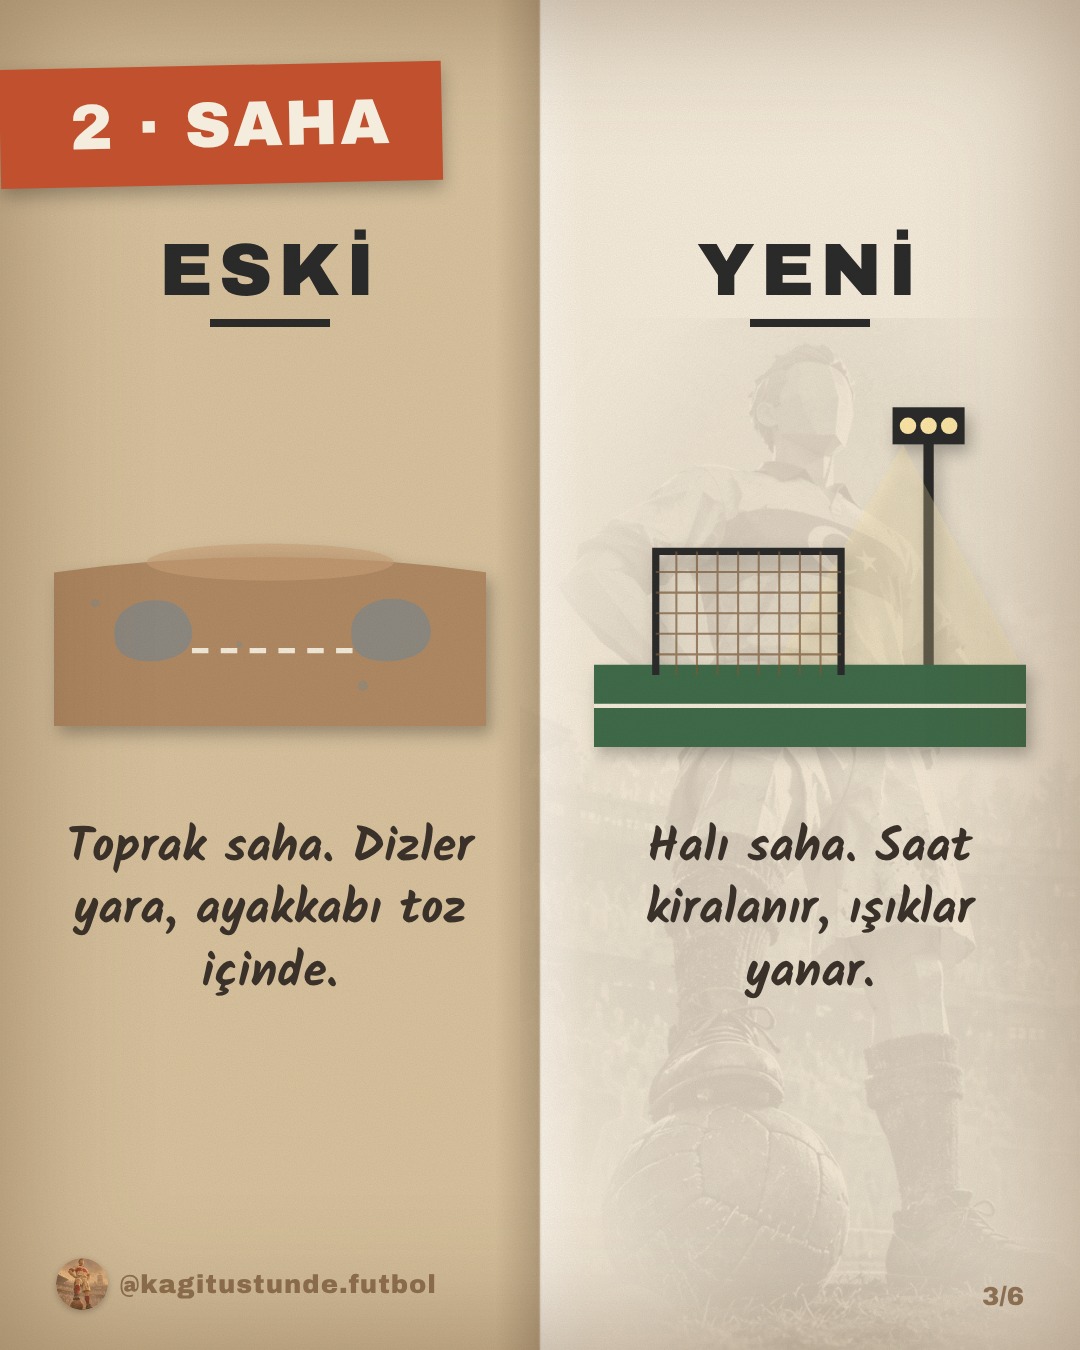 2 · SAHA
ESKİ
Toprak saha. Dizler
yara, ayakkabı toz
içinde.
YENİ
Halı saha. Saat
kiralanır, ışıklar
yanar.
@kagitustunde.futbol
3/6